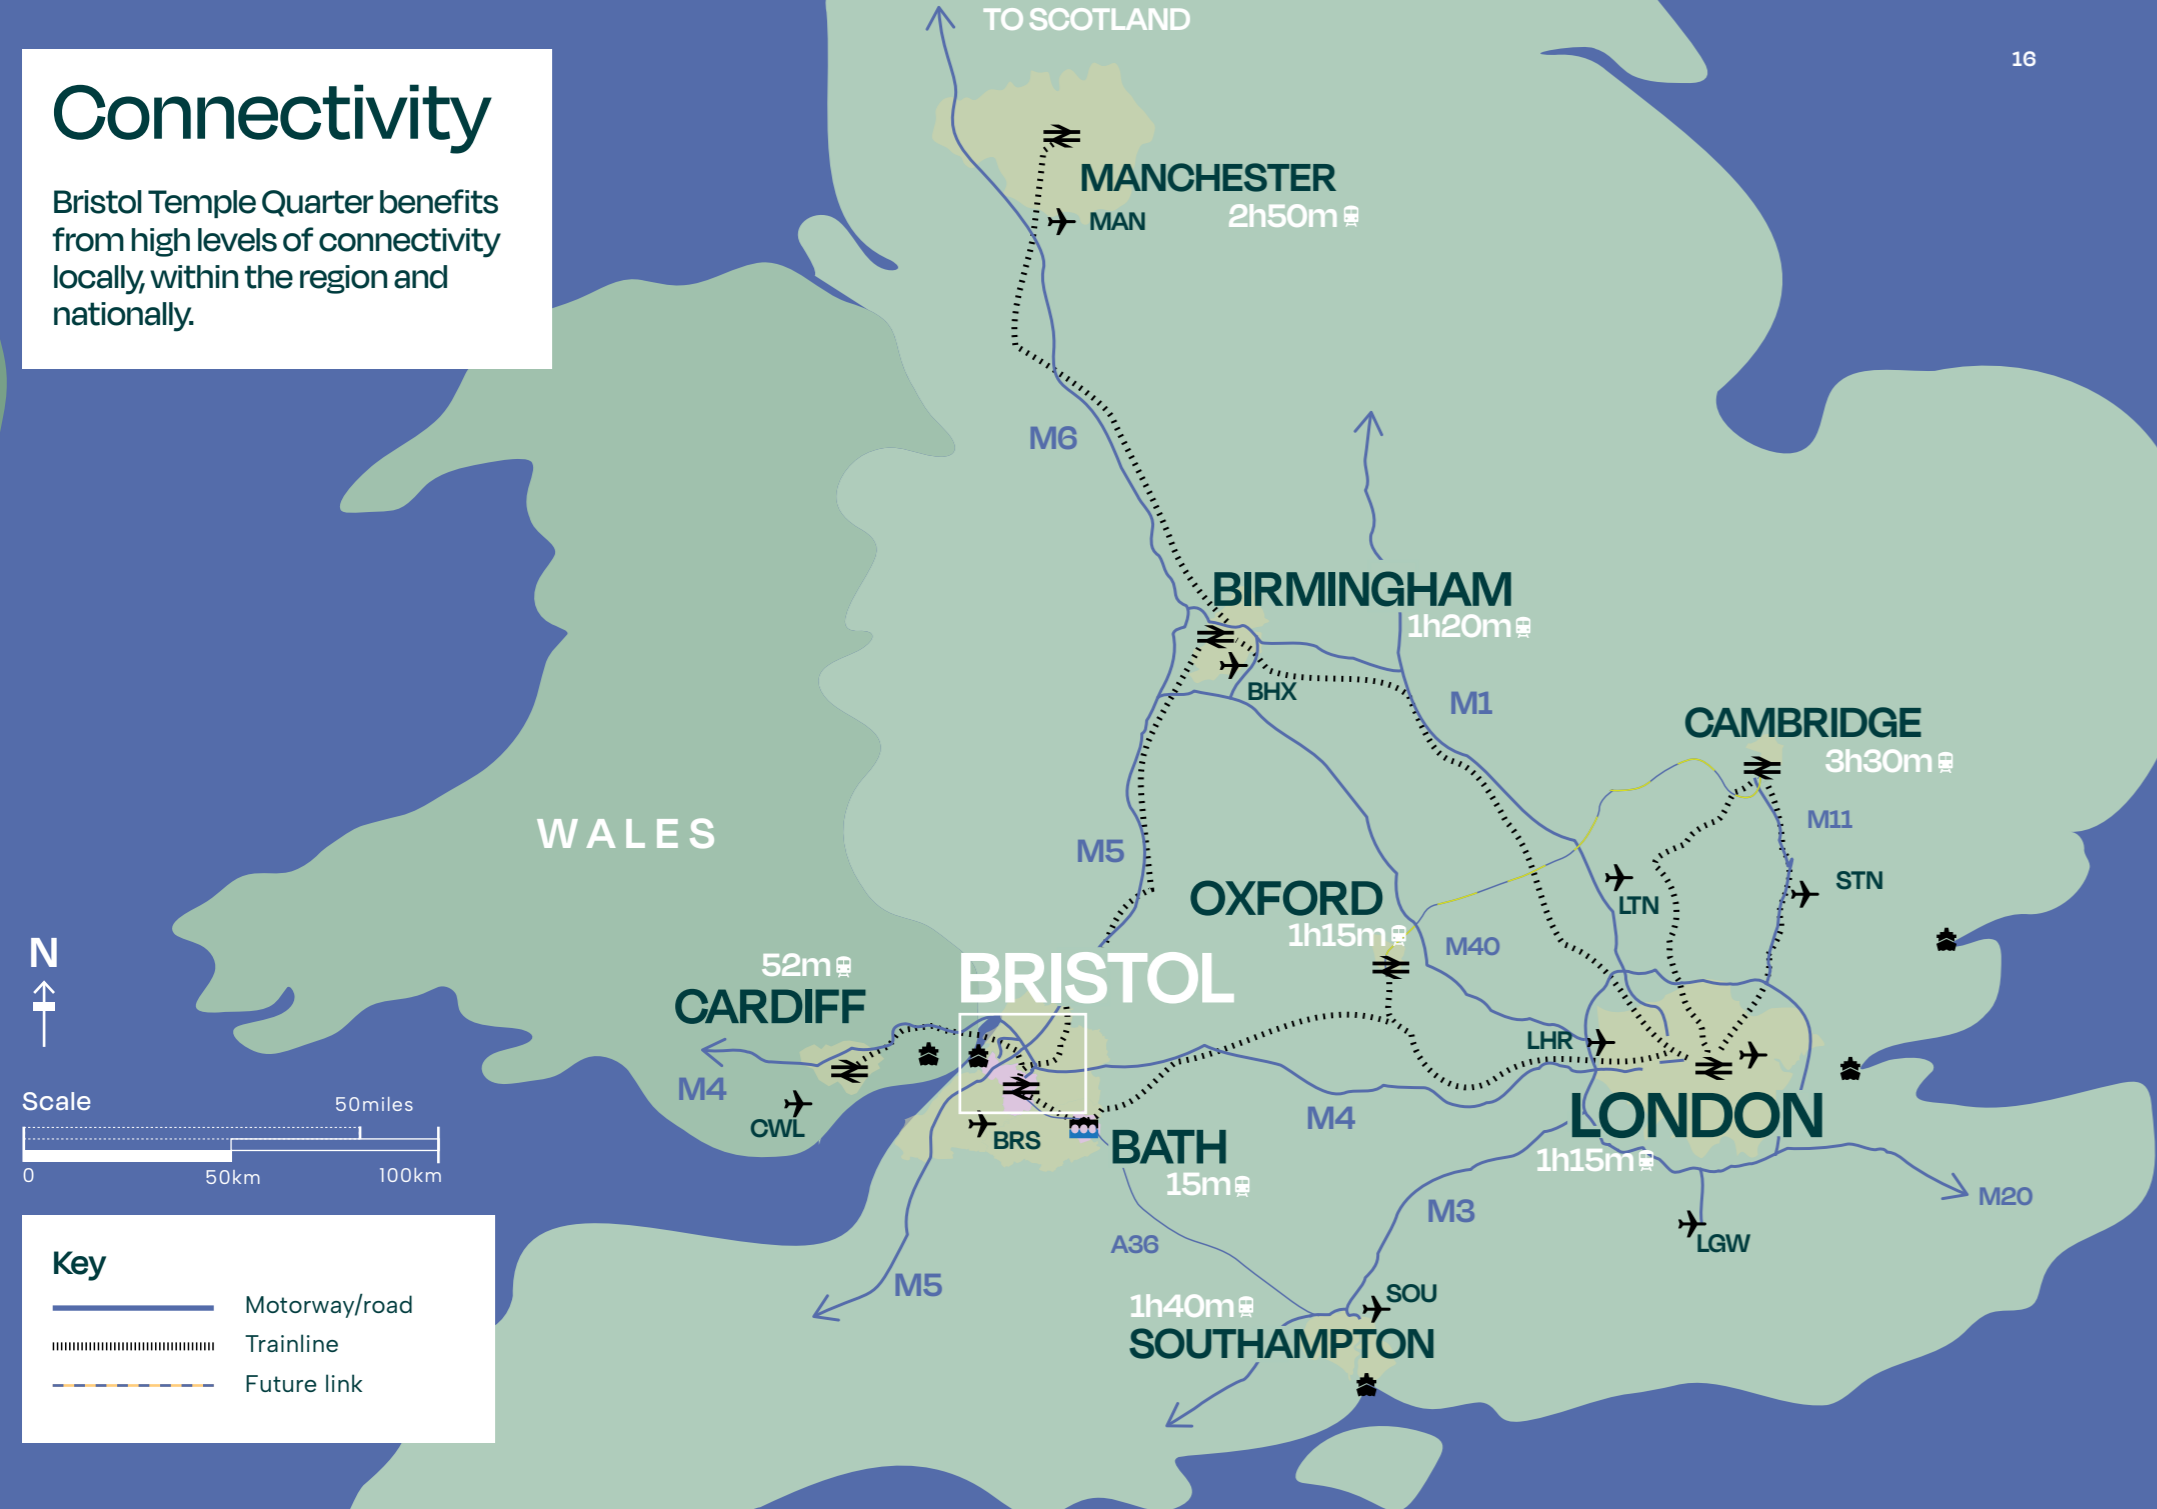 TO SCOTLAND
16
Connectivity
Bristol Temple Quarter benefits
from high levels of connectivity
locally, within the region and
nationally.
MANCHESTER
2h50m
MAN
M6
BIRMINGHAM
1h20m
BHX
M1
CAMBRIDGE
3h30m
M11
WALES
M5
OXFORD
1h15m
M40
LTN
STN
N
52m
CARDIFF
BRISTOL
LHR
M4
CWL
BRS
BATH
15m
M4
LONDON
1h15m
Scale
50miles
0
50km
100km
M20
M3
A36
LGW
M5
SOU
1h40m
SOUTHAMPTON
Key
Motorway/road
Trainline
Future link